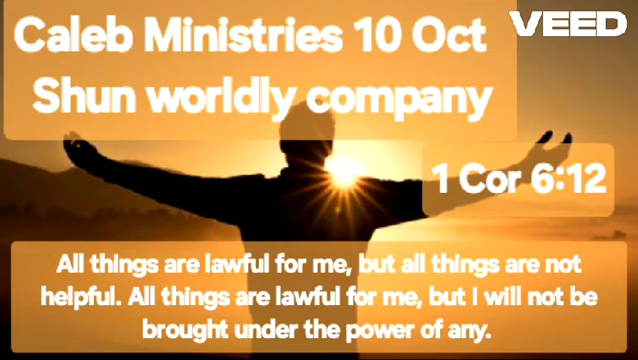 Caleb Ministries 10 Oct
VEED
Shun worldly company
1 Cor 6:12
All things are lawful for me, but all things are not
helpful. All things are lawful for me, but I will not be
brought under the power of any.